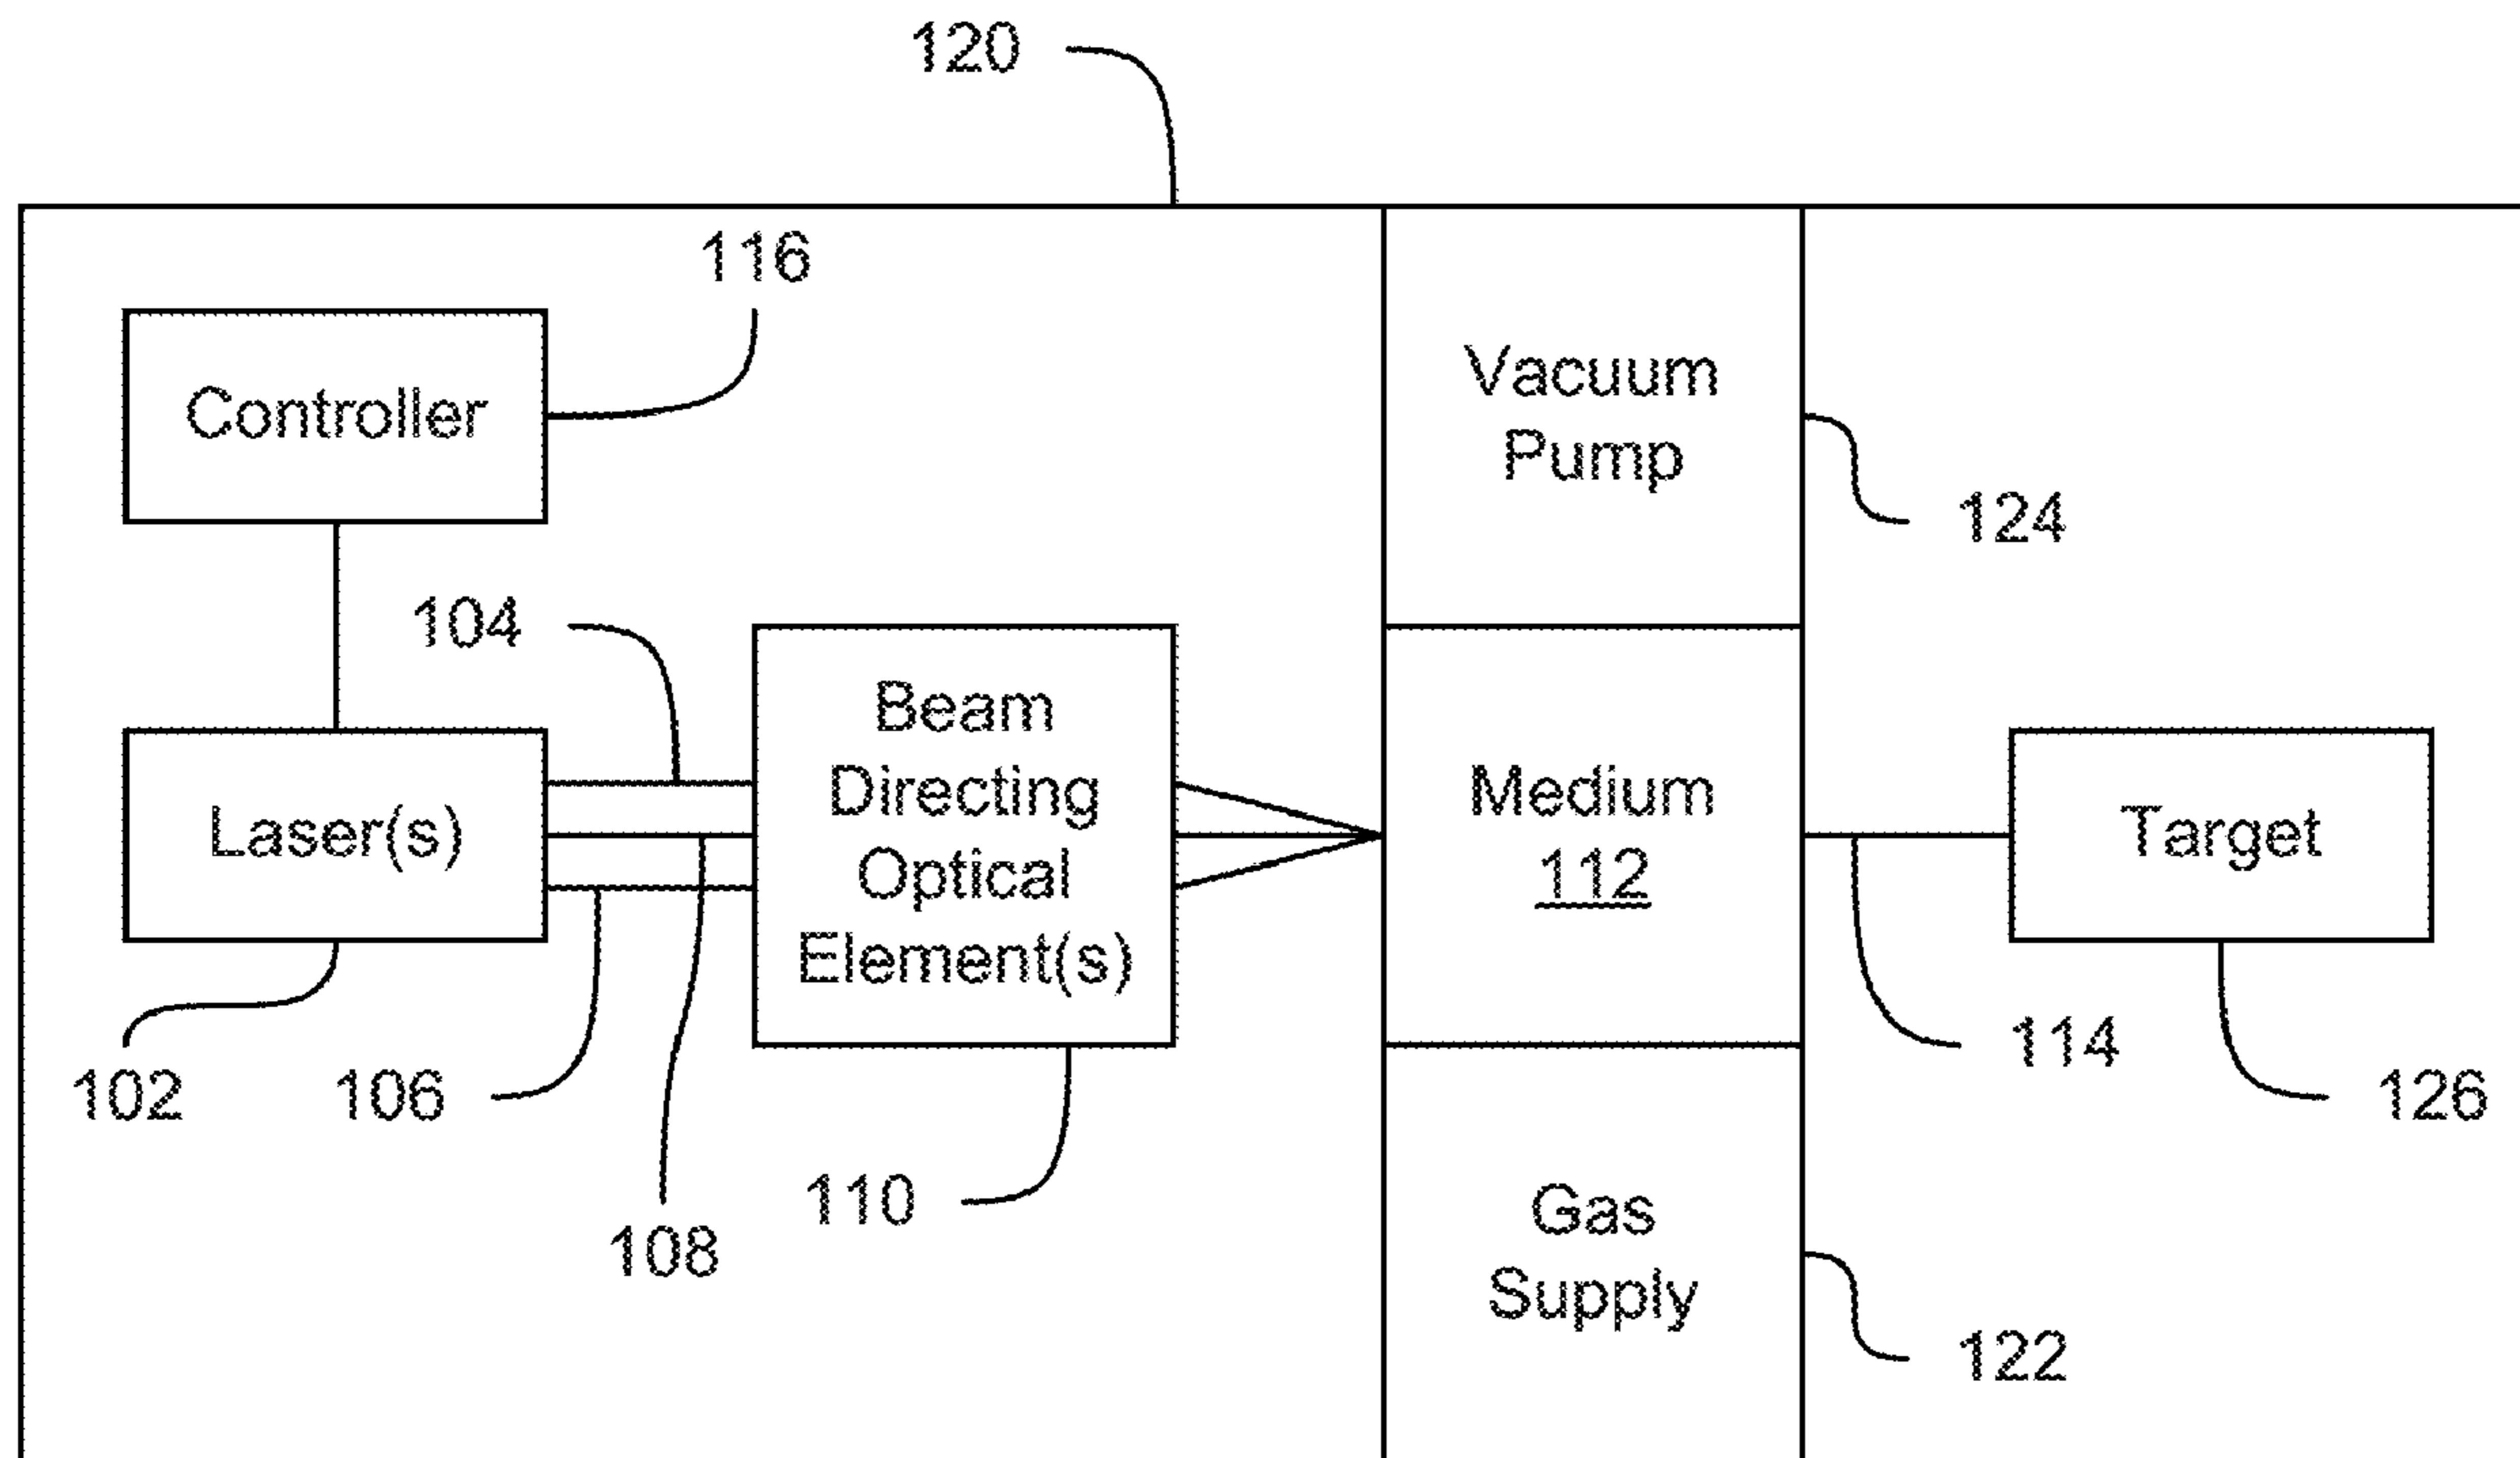 120
116
Controller
Vacuum
Pump
124
104
Beam
Directing
Optical
Element(s)
Laser(s)
Medium
112
Target
102
106
108
110
114
126
Gas
Supply
122